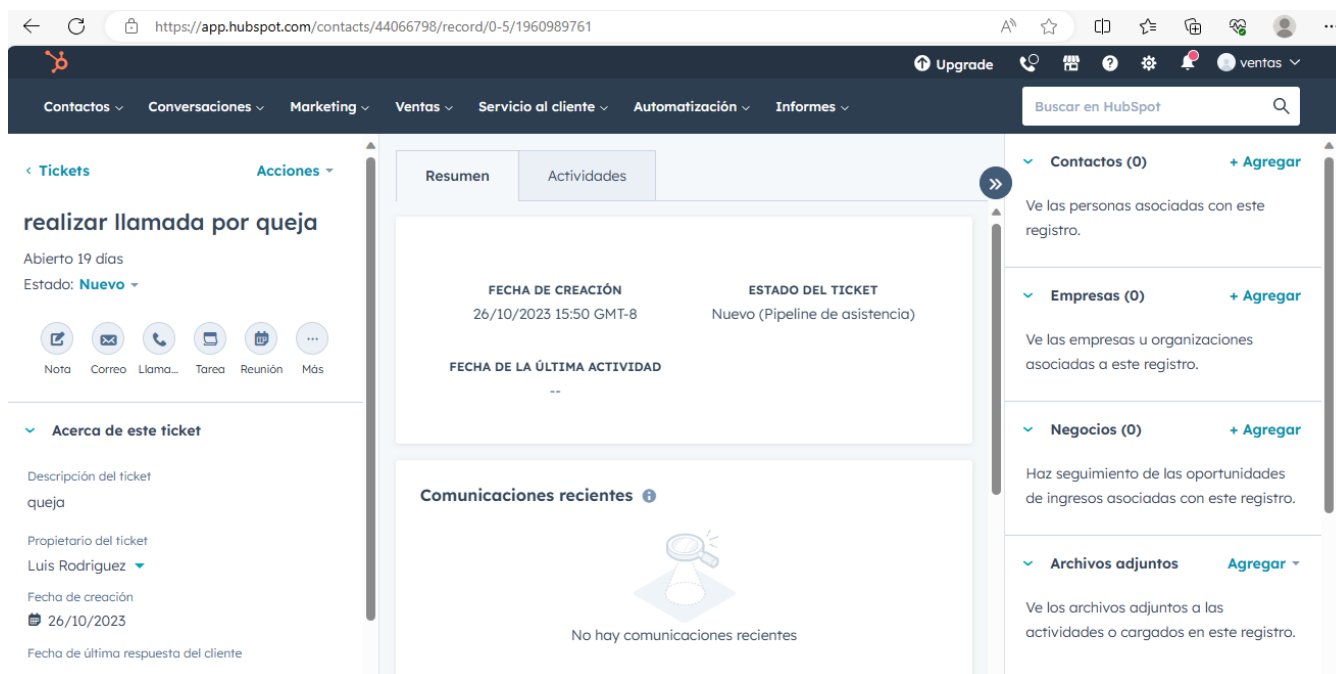 https://app.hubspot.com/contacts/44066798/record/0-5/1960989761
Upgrade
ventas
Contactos
Conversaciones
Marketing
Ventas
Servicio al cliente
Automatización
Informes
Buscar en HubSpot
Tickets
Acciones
realizar llamada por queja
Abierto 19 días
Estado: Nuevo
Nota
Correo
Llama...
Tarea
Reunión
Más
Acerca de este ticket
Descripción del ticket
queja
Propietario del ticket
Luis Rodriguez
Fecha de creación
26/10/2023
Fecha de última respuesta del cliente
Resumen
Actividades
FECHA DE CREACIÓN
26/10/2023 15:50 GMT-8
ESTADO DEL TICKET
Nuevo (Pipeline de asistencia)
FECHA DE LA ÚLTIMA ACTIVIDAD
--
Comunicaciones recientes
No hay comunicaciones recientes
Contactos (0)
+ Agregar
Ve las personas asociadas con este
registro.
Empresas (0)
+ Agregar
Ve las empresas u organizaciones
asociadas a este registro.
Negocios (0)
+ Agregar
Haz seguimiento de las oportunidades
de ingresos asociadas con este registro.
Archivos adjuntos
Agregar
Ve los archivos adjuntos a las
actividades o cargados en este registro.